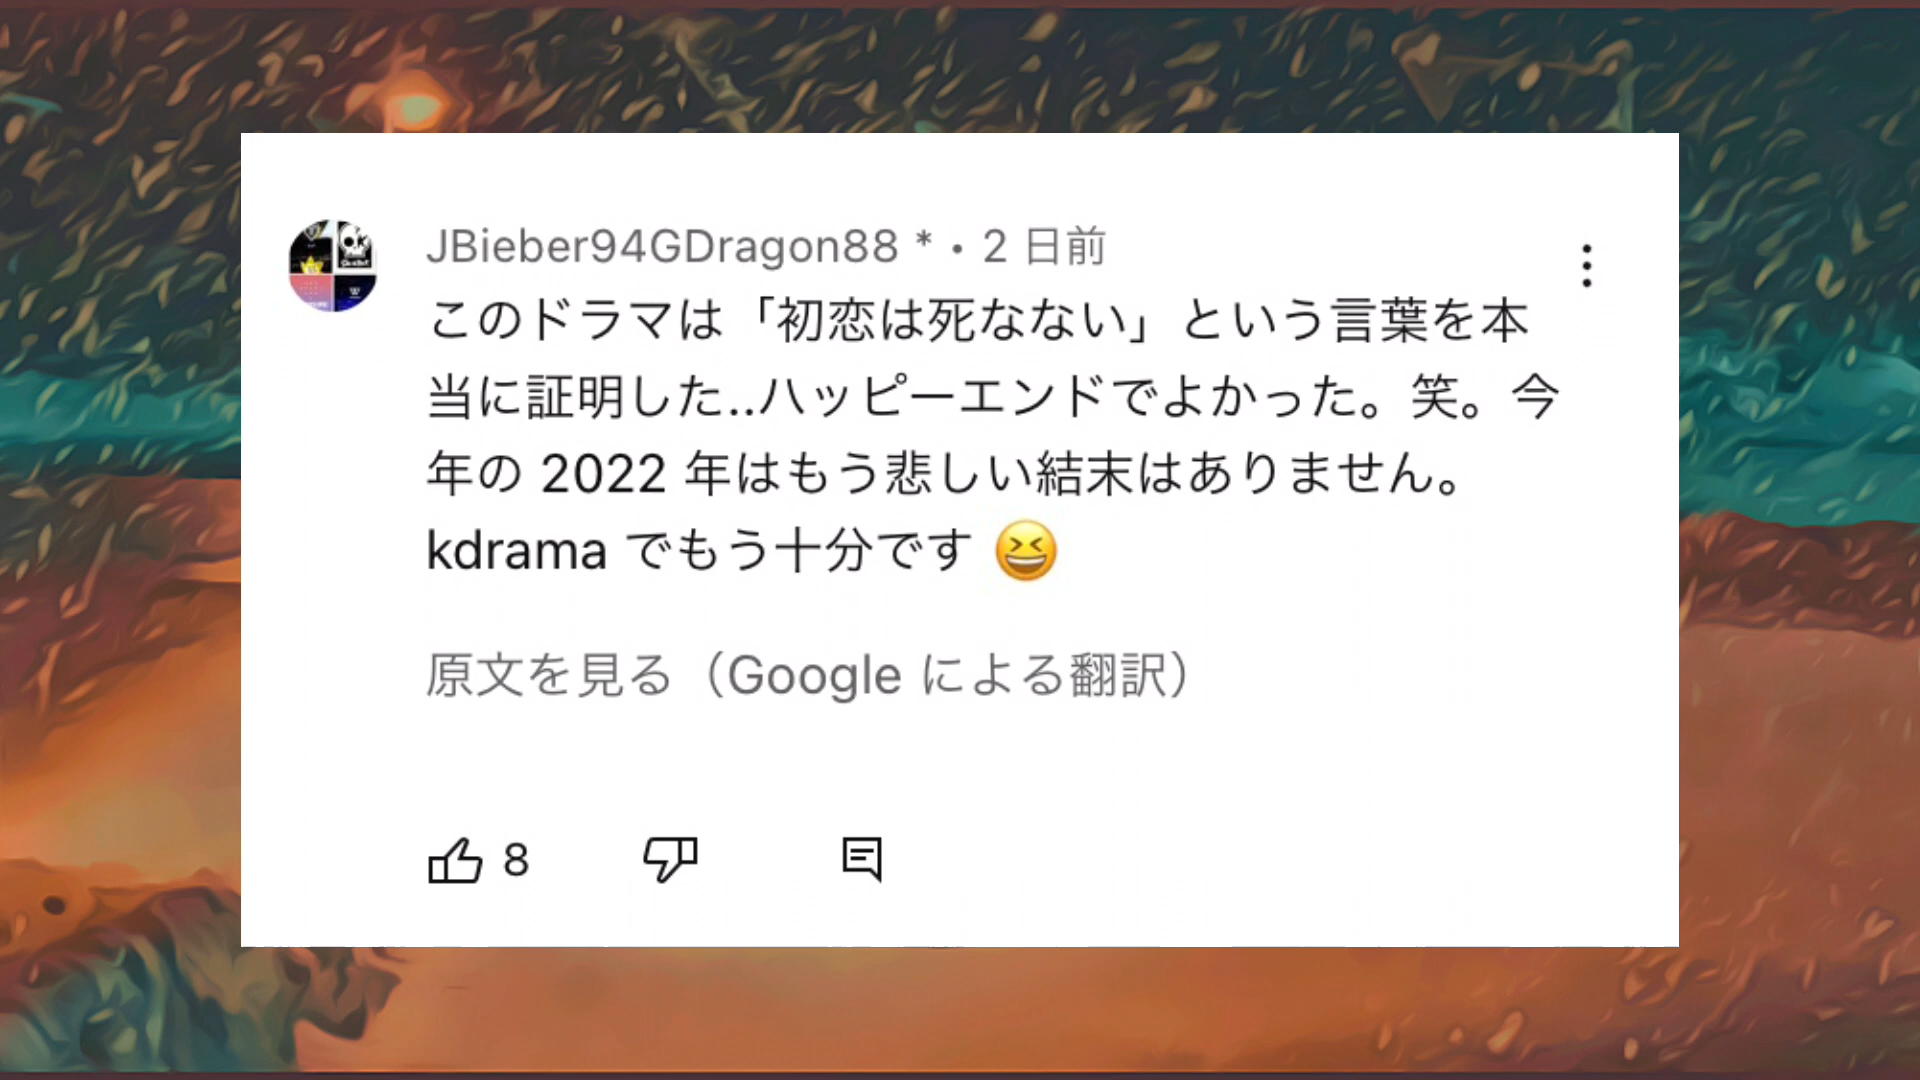 JBieber94GDragon88 * • 2 日前
このドラマは「初恋は死なない」という言葉を本
当に証明した..ハッピーエンドでよかった。笑。今
年の 2022 年はもう悲しい結末はありません。
kdrama でもう十分です 😆
原文を見る（Google による翻訳）
8